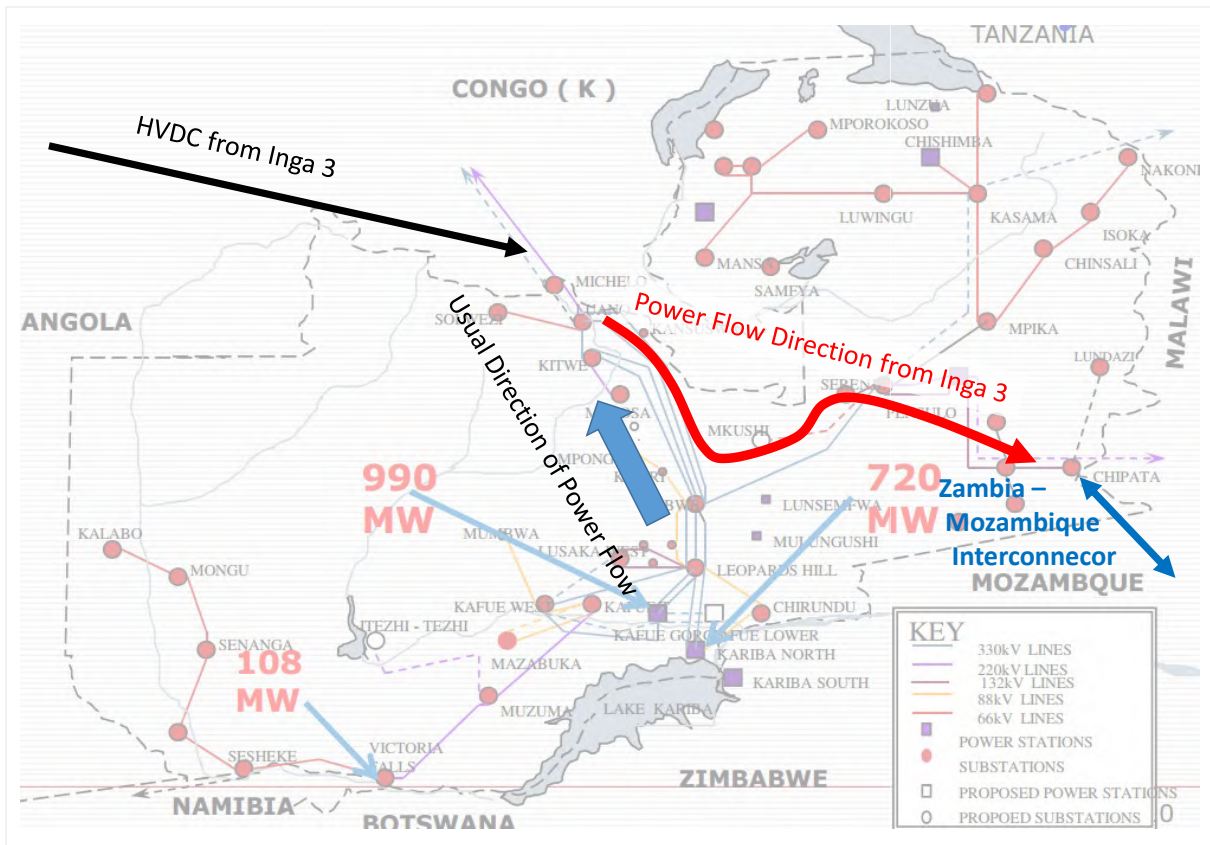 TANZANIA
CONGO ( K )
LUNZUA
MPOROKOSO
CHISHIMBA
HVDC from Inga 3
NAKOND
LUWINGU
KASAMA
ISOKA
MANSA
CHINSALI
SAMFYA
MICHELO
MALAWI
Power Flow Direction from Inga 3
ANGOLA
MPIKA
KITWE
LUNDAZI
Usual Direction of Power Flow
MKUSHI
990
MW
720
MW
CHIPATA
Zambia –
Mozambique
Interconnecor
LUNSEMFWA
KALABO
MUMBWA
MULUNGUSHI
LUSAKA WEST
MONGU
LEOPARDS HILL
MOZAMBQUE
KAFUE WEST
CHIRUNDU
ITEZHI - TEZHI
SENANGA
KARIBA NORTH
MAZABUKA
KARIBA SOUTH
108
MW
MUZUMA
LAKE KARIBA
SESHEKE
VICTORIA
FALLS
ZIMBABWE
NAMIBIA
BOTSWANA
KEY
330kV LINES
220kV LINES
132kV LINES
88kV LINES
66kV LINES
POWER STATIONS
SUBSTATIONS
PROPOSED POWER STATIONS
PROPOED SUBSTATIONS
0